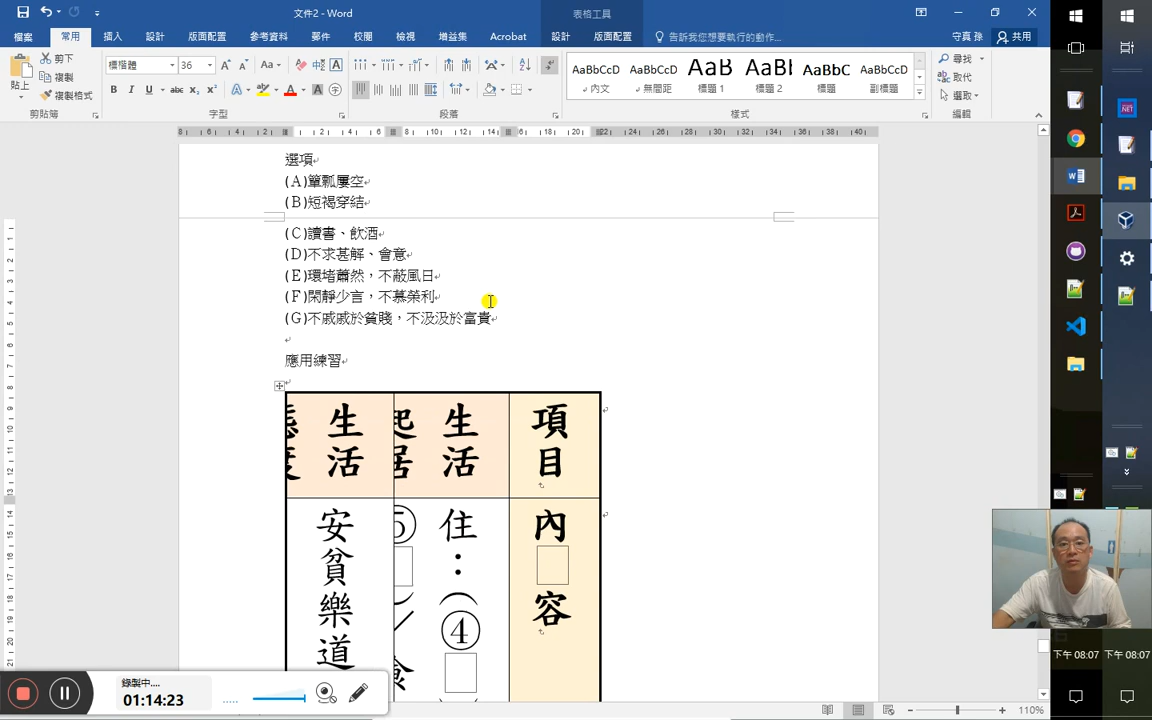 文件2 - Word
表格工具
檔案 常用 插入 設計 版面配置 參考資料 郵件 校閱 檢視 增益集 Acrobat 設計 版面配置 告訴我您想要執行的動作... 守真 孫 共用
貼上
剪下
複製
複製格式
標楷體 36
AaBbCcD AaBbCcD AaB AaBl AaBbC AaBbCcD
內文 無間距 標題 1 標題 2 標題 副標題
尋找
取代
選取
剪貼簿 字型 段落 樣式 編輯
選項
(A)簞瓢屢空
(B)短褐穿結
(C)讀書、飲酒
(D)不求甚解、會意
(E)環堵蕭然，不蔽風日
(F)閑靜少言，不慕榮利
(G)不戚戚於貧賤，不汲汲於富貴
應用練習
項目
內□容
生活
住：（④□
⑤□）／
生活
安貧樂道
錄製中....
01:14:23
下午 08:07 下午 08:07
110%